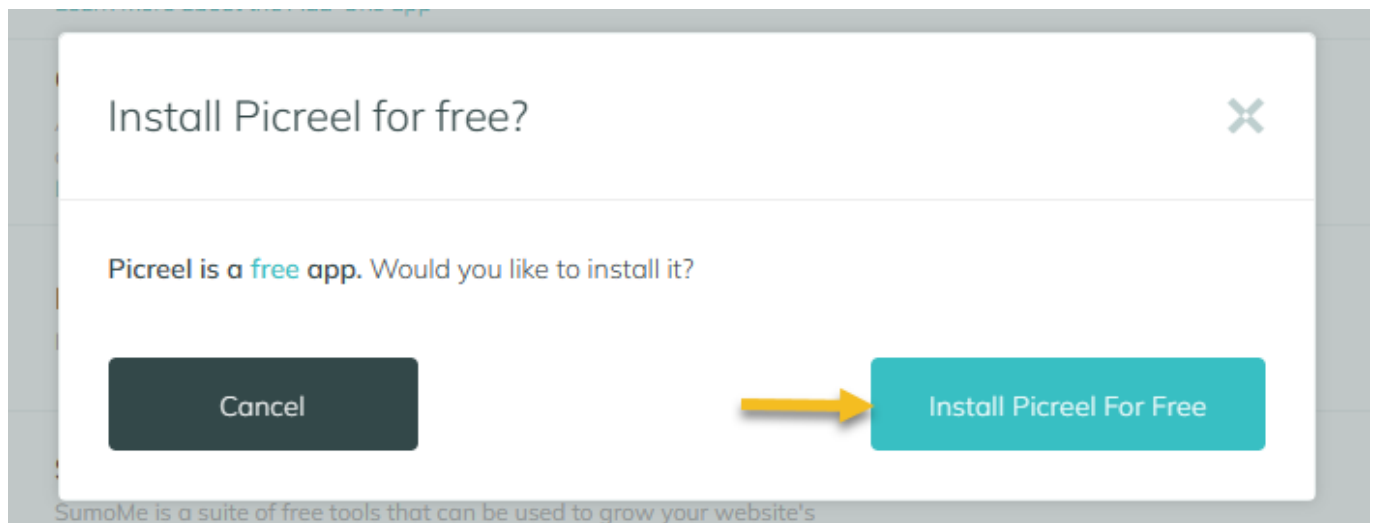 Install Picreel for free?
Picreel is a free app. Would you like to install it?
Cancel
Install Picreel For Free
SumoMe is a suite of free tools that can be used to grow your website's